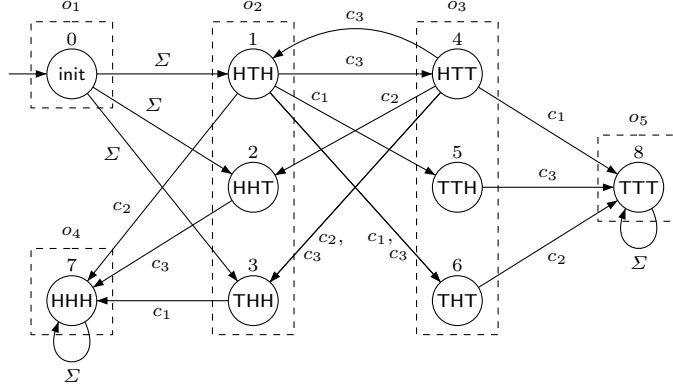 o₁ o₂ o₃
0 1 4
init HTH HTT
c₃
Σ c₃
c₁ c₂ c₁
Σ
Σ
o₅
2 5 8
HHT TTH TTT
c₃
c₂
o₄
c₂, c₁,
c₃ c₃
c₃ c₂
Σ
7 3 6
HHH THH THT
c₁
Σ